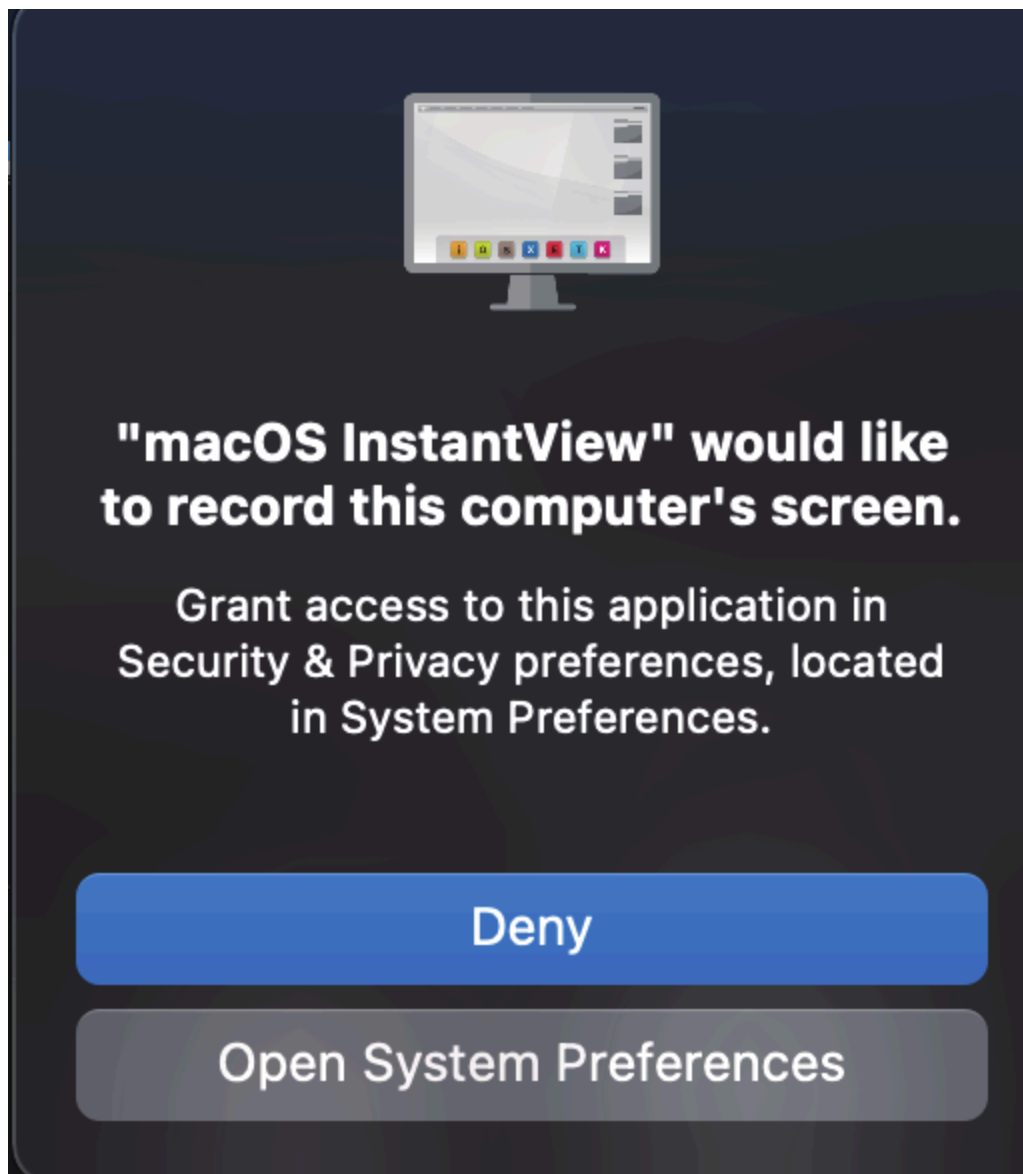 "macOS InstantView" would like
to record this computer's screen.
Grant access to this application in
Security & Privacy preferences, located
in System Preferences.
Deny
Open System Preferences